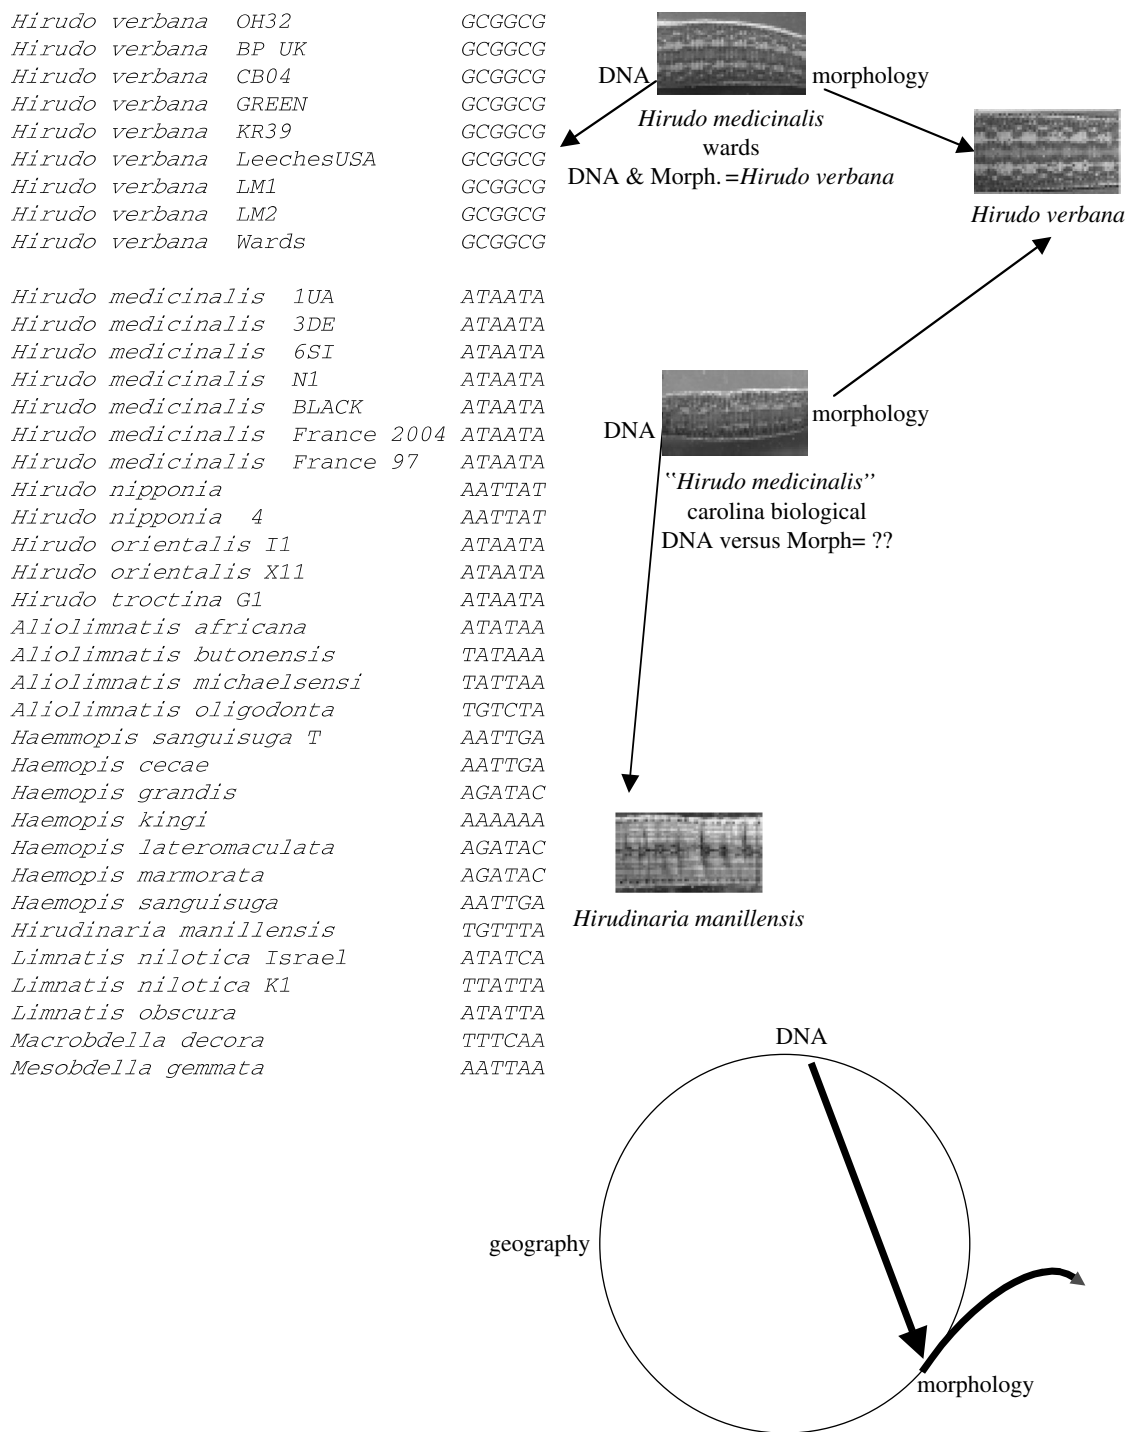 Hirudo verbana OH32 GCGGCG
Hirudo verbana BP UK GCGGCG
Hirudo verbana CB04 GCGGCG
Hirudo verbana GREEN GCGGCG
Hirudo verbana KR39 GCGGCG
Hirudo verbana LeechesUSA GCGGCG
Hirudo verbana LM1 GCGGCG
Hirudo verbana LM2 GCGGCG
Hirudo verbana Wards GCGGCG
Hirudo medicinalis 1UA ATAATA
Hirudo medicinalis 3DE ATAATA
Hirudo medicinalis 6SI ATAATA
Hirudo medicinalis N1 ATAATA
Hirudo medicinalis BLACK ATAATA
Hirudo medicinalis France 2004 ATAATA
Hirudo medicinalis France 97 ATAATA
Hirudo nipponia AATTAT
Hirudo nipponia 4 AATTAT
Hirudo orientalis I1 ATAATA
Hirudo orientalis X11 ATAATA
Hirudo troctina G1 ATAATA
Aliolimnatis africana ATATAA
Aliolimnatis butonensis TATAAA
Aliolimnatis michaelsensi TATTAA
Aliolimnatis oligodonta TGTCTA
Haemmopis sanguisuga T AATTGA
Haemopis cecae AATTGA
Haemopis grandis AGATAC
Haemopis kingi AAAAAA
Haemopis lateromaculata AGATAC
Haemopis marmorata AGATAC
Haemopis sanguisuga AATTGA
Hirudinaria manillensis TGTTTA
Limnatis nilotica Israel ATATCA
Limnatis nilotica K1 TTATTA
Limnatis obscura ATATTA
Macrobdella decora TTTCAA
Mesobdella gemmata AATTAA
DNA morphology
Hirudo medicinalis
wards
DNA & Morph. =Hirudo verbana
Hirudo verbana
DNA morphology
“Hirudo medicinalis”
carolina biological
DNA versus Morph= ??
Hirudinaria manillensis
DNA
geography
morphology